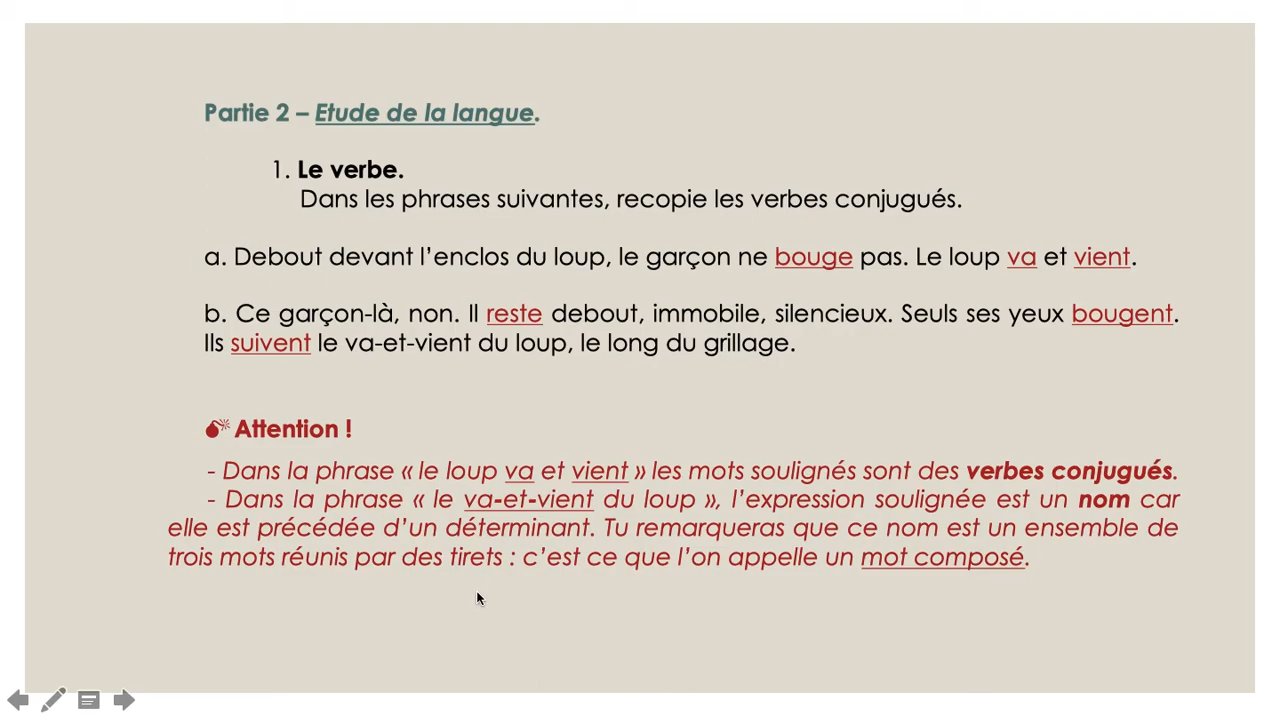 Partie 2 – Etude de la langue.
1. Le verbe.
Dans les phrases suivantes, recopie les verbes conjugués.
a. Debout devant l’enclos du loup, le garçon ne bouge pas. Le loup va et vient.
b. Ce garçon-là, non. Il reste debout, immobile, silencieux. Seuls ses yeux bougent.
Ils suivent le va-et-vient du loup, le long du grillage.
💣 Attention !
- Dans la phrase « le loup va et vient » les mots soulignés sont des verbes conjugués.
- Dans la phrase « le va-et-vient du loup », l’expression soulignée est un nom car
elle est précédée d’un déterminant. Tu remarqueras que ce nom est un ensemble de
trois mots réunis par des tirets : c’est ce que l’on appelle un mot composé.